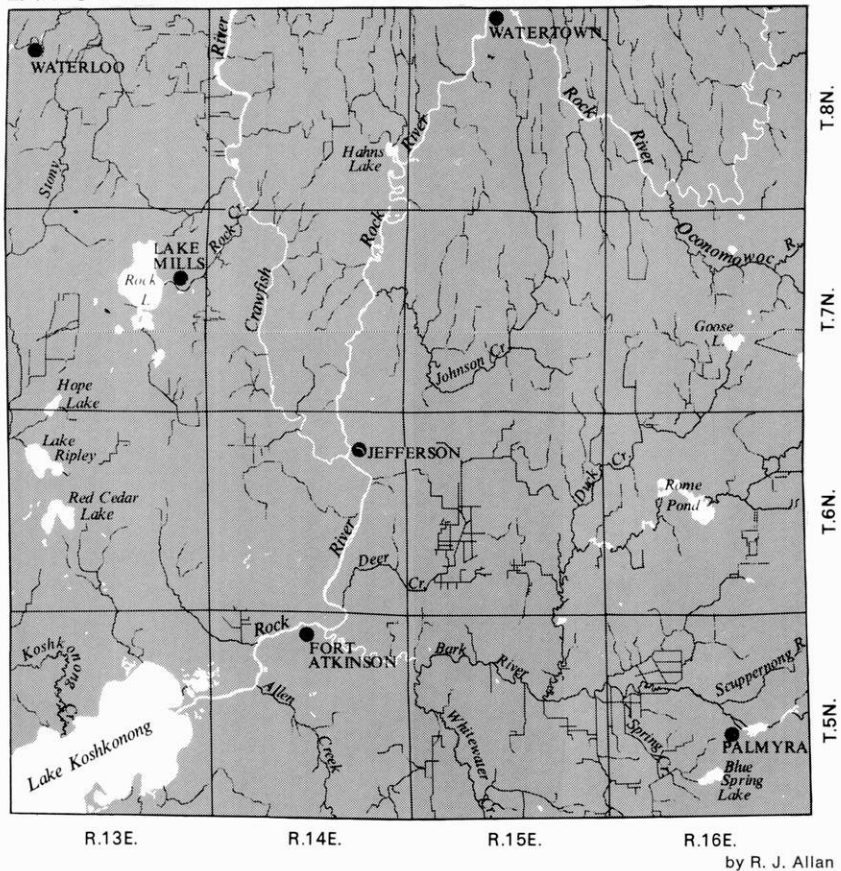 WATERTOWN
WATERLOO
River
Rock
River
River
Hahns
Lake
T.8N.
Stony
Rock Cr.
LAKE
MILLS
Rock
L.
Rock
Crawfish
Oconomowoc R.
Johnson Cr.
Goose
L.
T.7N.
Hope
Lake
Lake
Ripley
JEFFERSON
Red Cedar
Lake
Duck Cr.
Rome
Pond
T.6N.
River
Deer
Cr.
Rock
FORT
ATKINSON
Koshkonong
Cr.
Bark
River
Scuppernong R.
Allen
Creek
Whitewater
Cr.
Spring
Cr.
PALMYRA
Lake Koshkonong
Blue
Spring
Lake
T.5N.
R.13E.
R.14E.
R.15E.
R.16E.
by R. J. Allan